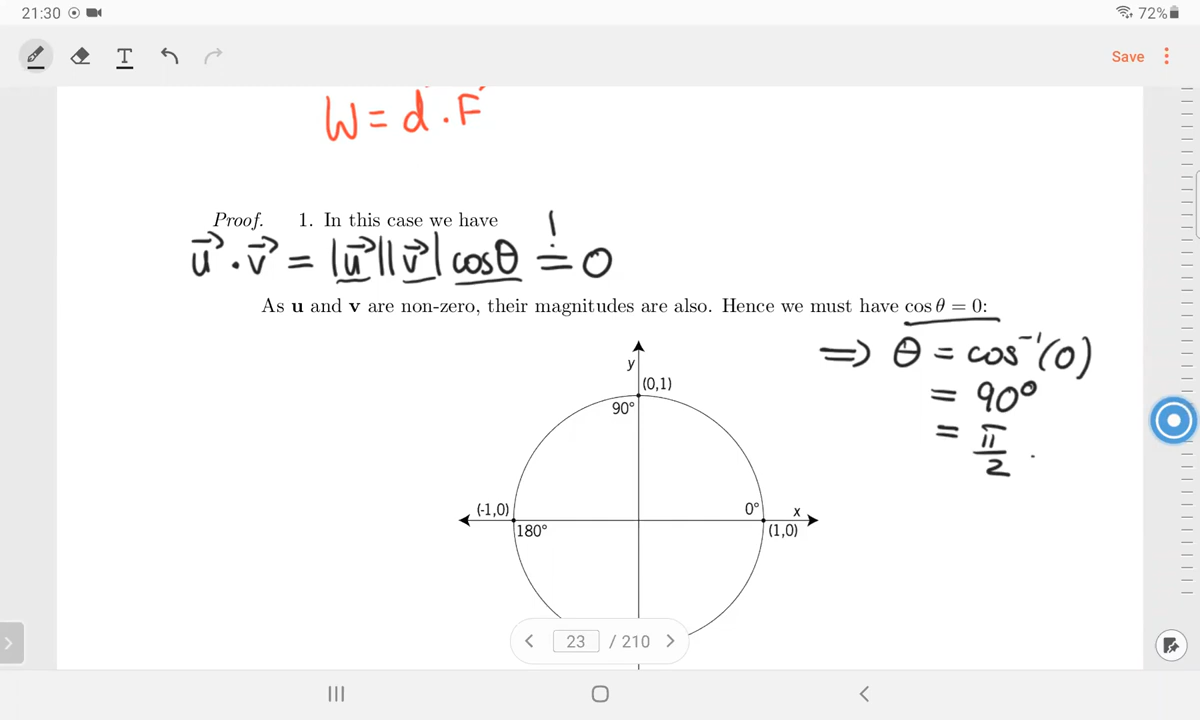 21:30 72%
T Save
W = d . F
Prof. 1. In this case we have
u⃗ . v⃗ = |u⃗||v⃗| cosθ =! 0
As u and v are non-zero, their magnitudes are also. Hence we must have cos θ = 0:
=> θ = cos⁻¹(0)
= 90°
= π/2 .
y
(0,1)
90°
(-1,0) 0° x
180° (1,0)
23 / 210